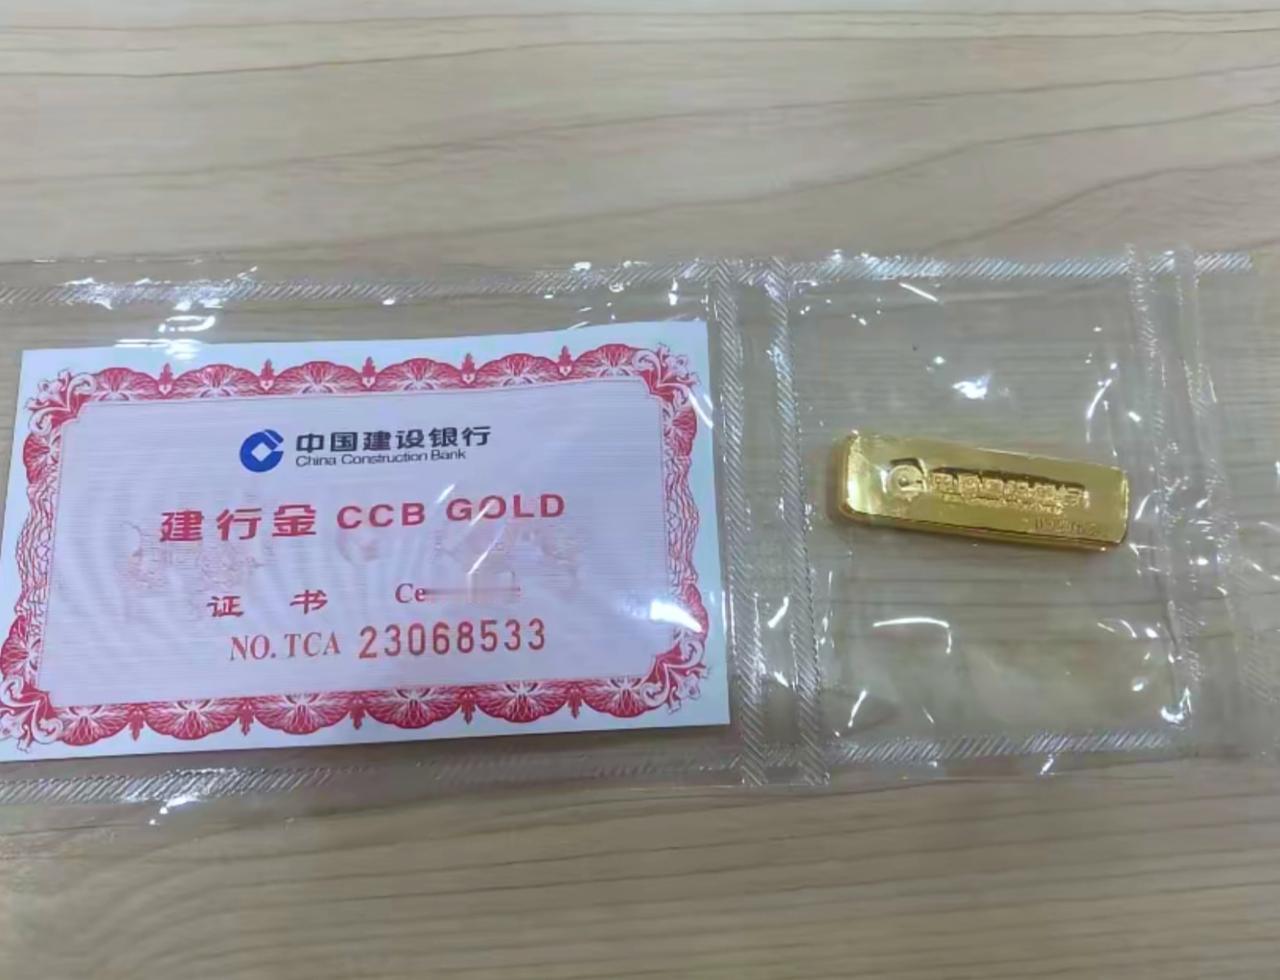 中国建设银行
China Construction Bank
建行金 CCB GOLD
证 书
NO. TCA 23068533
中国建设银行